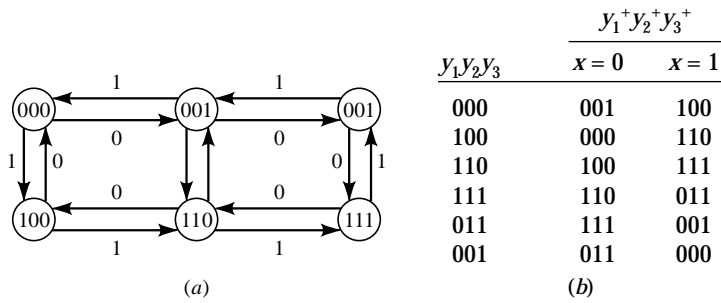 1 1
000 001 001
0 0
1 0 0 1
0 0
100 110 111
1 1
(a)
y₁⁺y₂⁺y₃⁺
y₁y₂y₃ x = 0 x = 1
000 001 100
100 000 110
110 100 111
111 110 011
011 111 001
001 011 000
(b)